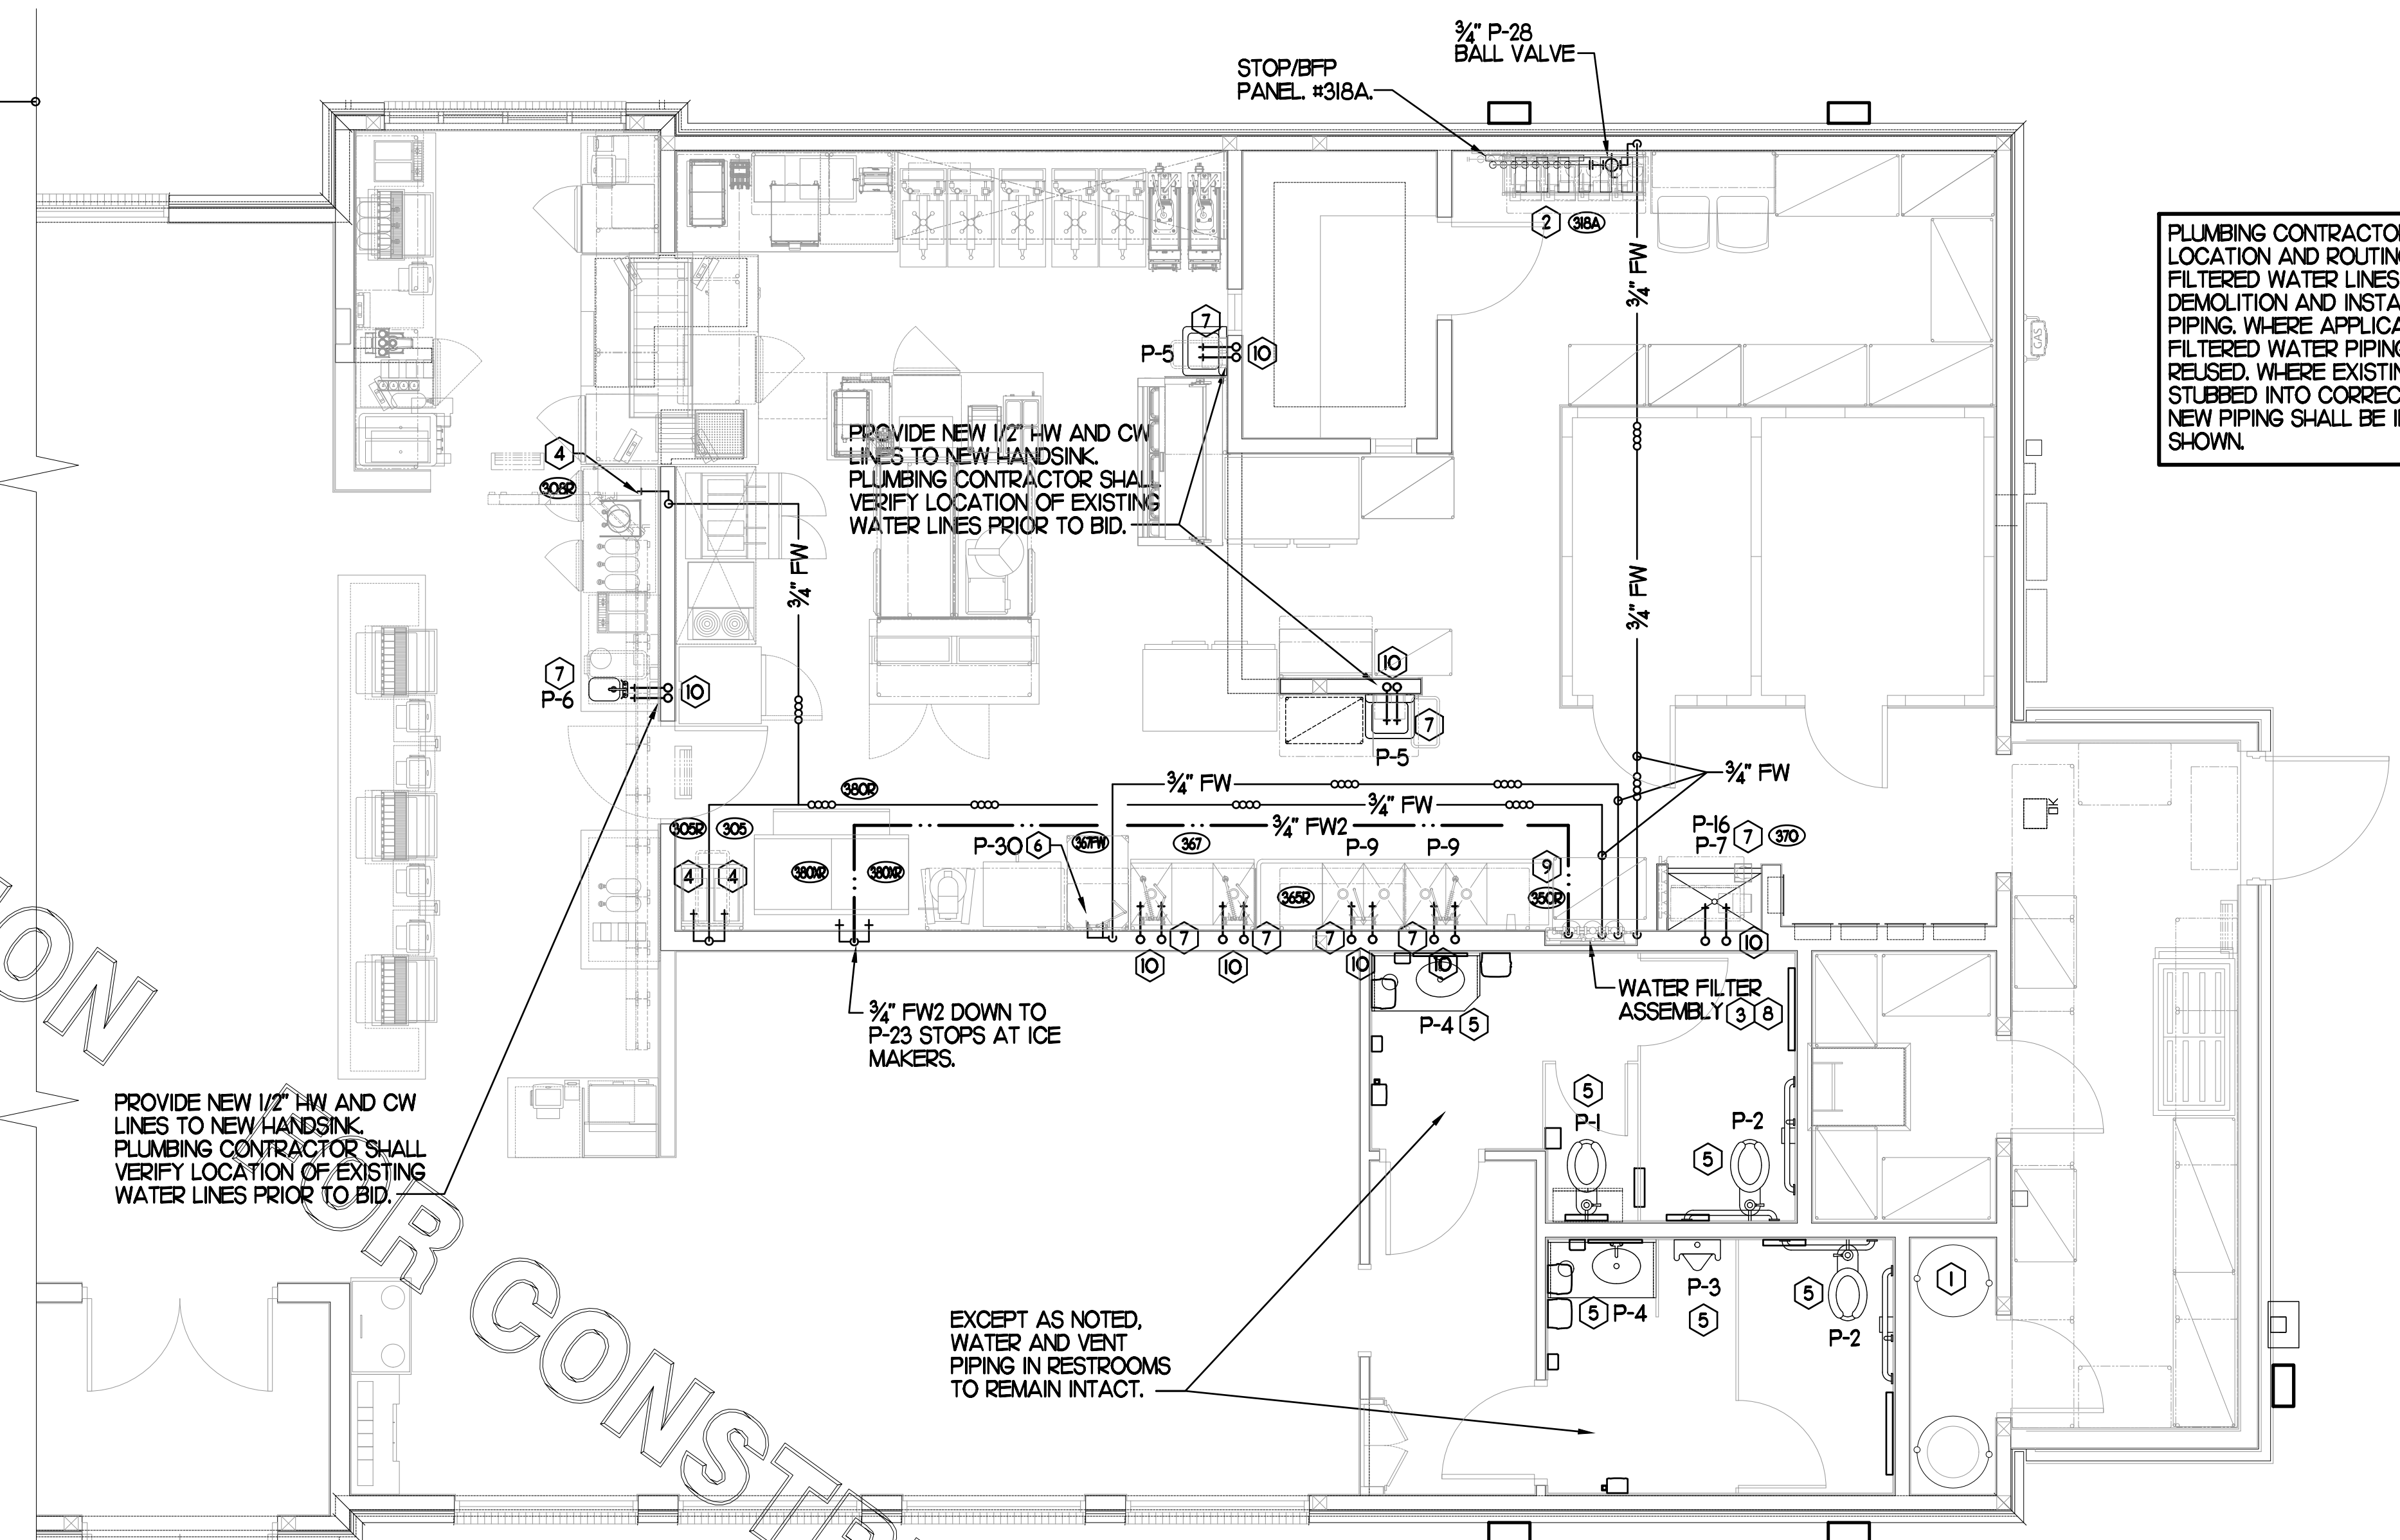 ¾" P-28
BALL VALVE
STOP/BFP
PANEL. #318A.
2
318A
¾" FW
PLUMBING CONTRACTOR
LOCATION AND ROUTING
FILTERED WATER LINES
DEMOLITION AND INSTA
PIPING. WHERE APPLICA
FILTERED WATER PIPING
REUSED. WHERE EXISTIN
STUBBED INTO CORREC
NEW PIPING SHALL BE I
SHOWN.
GAS
7
P-5
10
PROVIDE NEW 1/2" HW AND CW
LINES TO NEW HANDSINK.
PLUMBING CONTRACTOR SHALL
VERIFY LOCATION OF EXISTING
WATER LINES PRIOR TO BID.
4
308R
¾" FW
¾" FW
7
P-6
10
10
7
P-5
¾" FW
¾" FW
380R
¾" FW
¾" FW2
305R
305
P-30
6
367FW
367
P-9
P-9
P-16
P-7
7
370
4
4
380XR
380XR
365R
9
350R
7
7
7
7
10
10
10
10
10
¾" FW2 DOWN TO
P-23 STOPS AT ICE
MAKERS.
WATER FILTER
ASSEMBLY
3
8
P-4
5
5
P-1
P-2
5
PROVIDE NEW 1/2" HW AND CW
LINES TO NEW HANDSINK.
PLUMBING CONTRACTOR SHALL
VERIFY LOCATION OF EXISTING
WATER LINES PRIOR TO BID.
EXCEPT AS NOTED,
WATER AND VENT
PIPING IN RESTROOMS
TO REMAIN INTACT.
5
P-4
P-3
5
5
P-2
1
ION
FOR CONSTR